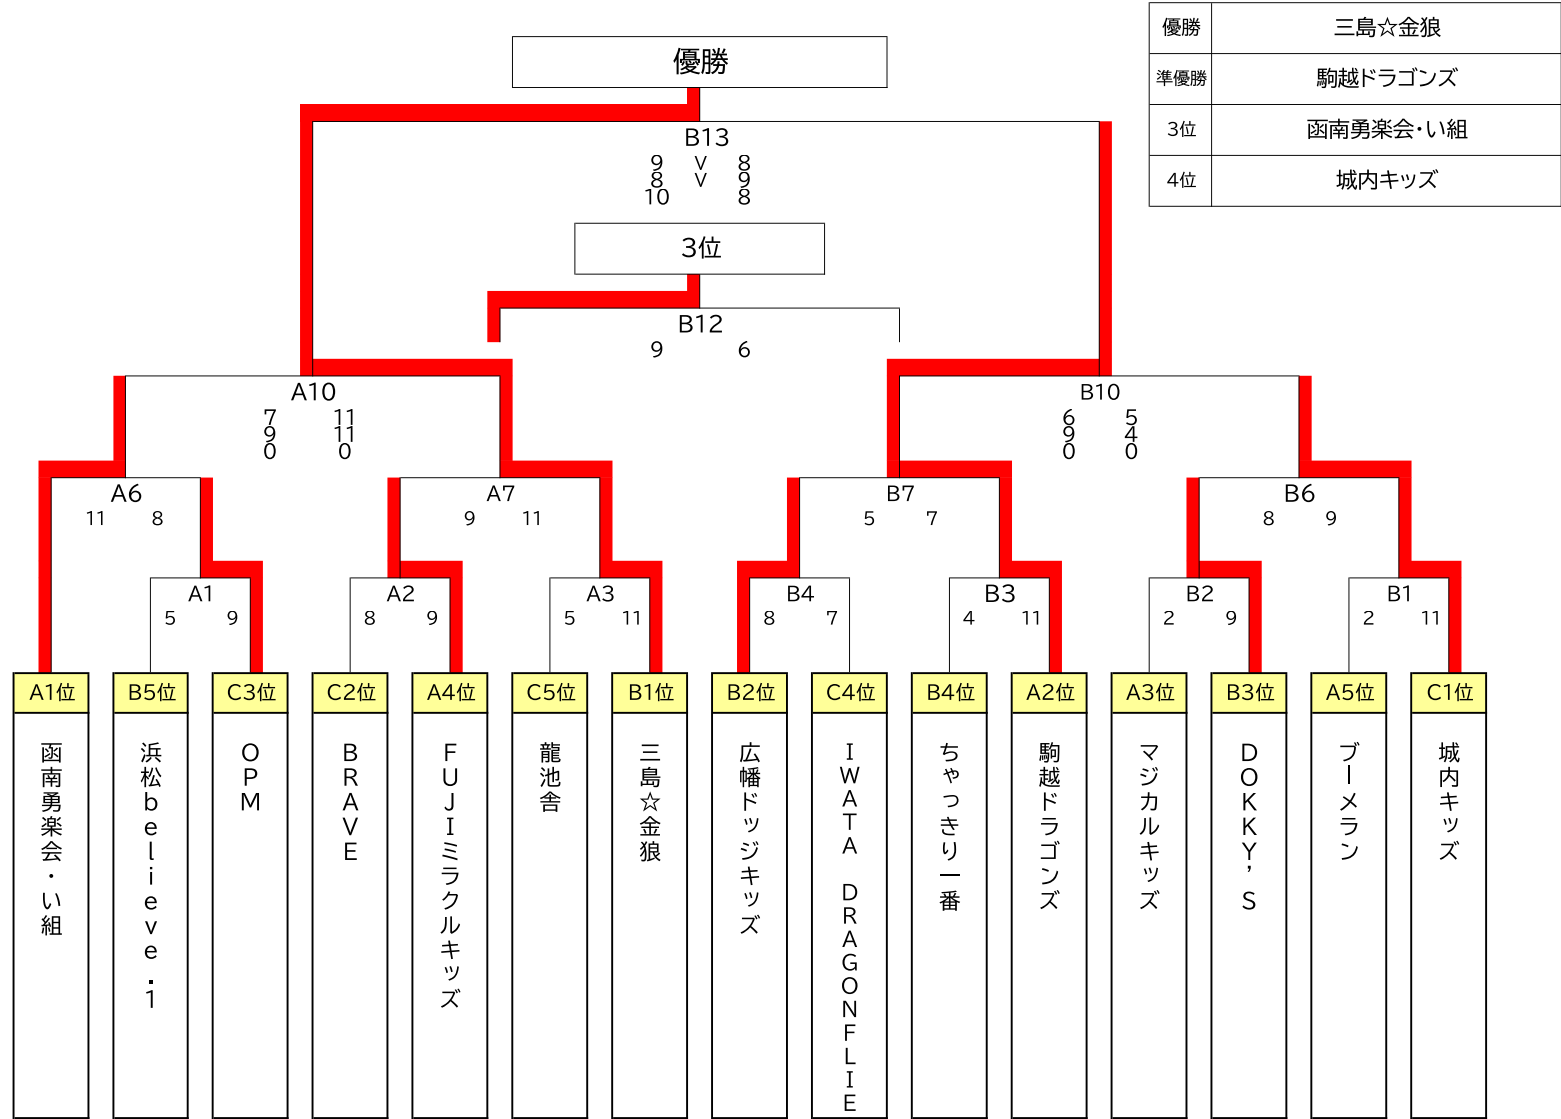 優勝 三島☆金狼
準優勝 駒越ドラゴンズ
3位 函南勇楽会・い組
4位 城内キッズ
優勝
B13
9 V 8
8 V 9
10 8
3位
B12
9 6
A10
7 11
9 11
0 0
B10
6 5
9 4
0 0
A6
11 8
A7
9 11
B7
5 7
B6
8 9
A1
5 9
A2
8 9
A3
5 11
B4
8 7
B3
4 11
B2
2 9
B1
2 11
A1位 B5位 C3位 C2位 A4位 C5位 B1位 B2位 C4位 B4位 A2位 A3位 B3位 A5位 C1位
函南勇楽会・い組
浜松believe.1
OPM
BRAVE
FUJIミラクルキッズ
龍池舎
三島☆金狼
広幡ドッジキッズ
IWATA DRAGONFLIE
ちゃっきり一番
駒越ドラゴンズ
マジカルキッズ
DOKKY'S
ブーメラン
城内キッズ